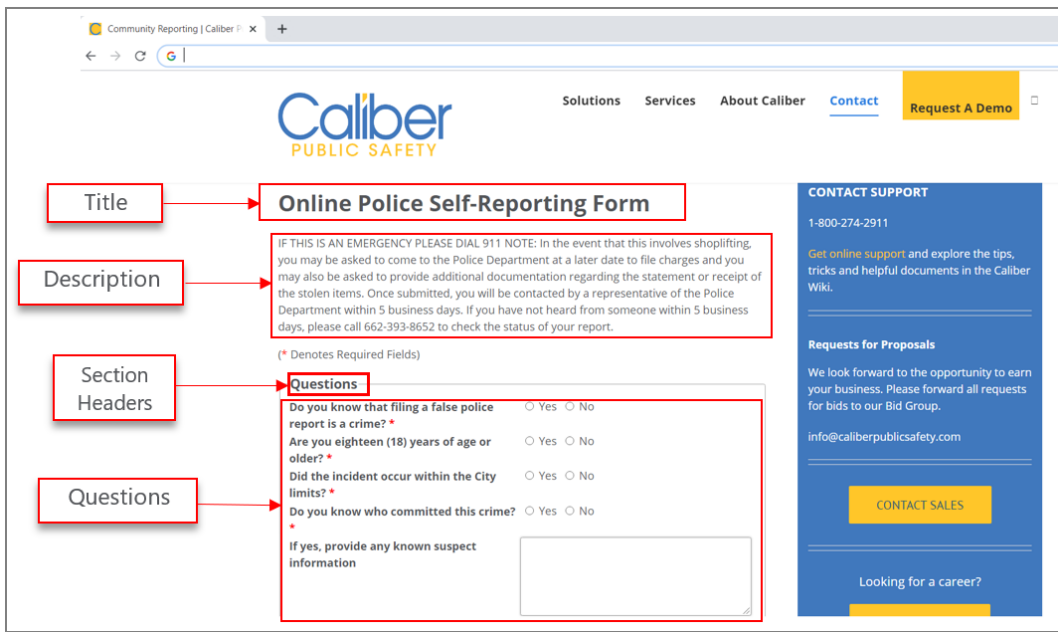 Community Reporting | Caliber P
Caliber
PUBLIC SAFETY
Solutions Services About Caliber Contact Request A Demo
Title
Online Police Self-Reporting Form
Description
IF THIS IS AN EMERGENCY PLEASE DIAL 911 NOTE: In the event that this involves shoplifting,
you may be asked to come to the Police Department at a later date to file charges and you
may also be asked to provide additional documentation regarding the statement or receipt of
the stolen items. Once submitted, you will be contacted by a representative of the Police
Department within 5 business days. If you have not heard from someone within 5 business
days, please call 662-393-8652 to check the status of your report.
(* Denotes Required Fields)
Section
Headers
Questions
Questions
Do you know that filing a false police
report is a crime? *
Yes No
Are you eighteen (18) years of age or
older? *
Yes No
Did the incident occur within the City
limits? *
Yes No
Do you know who committed this crime?
*
Yes No
If yes, provide any known suspect
information
CONTACT SUPPORT
1-800-274-2911
Get online support and explore the tips,
tricks and helpful documents in the Caliber
Wiki.
Requests for Proposals
We look forward to the opportunity to earn
your business. Please forward all requests
for bids to our Bid Group.
info@caliberpublicsafety.com
CONTACT SALES
Looking for a career?